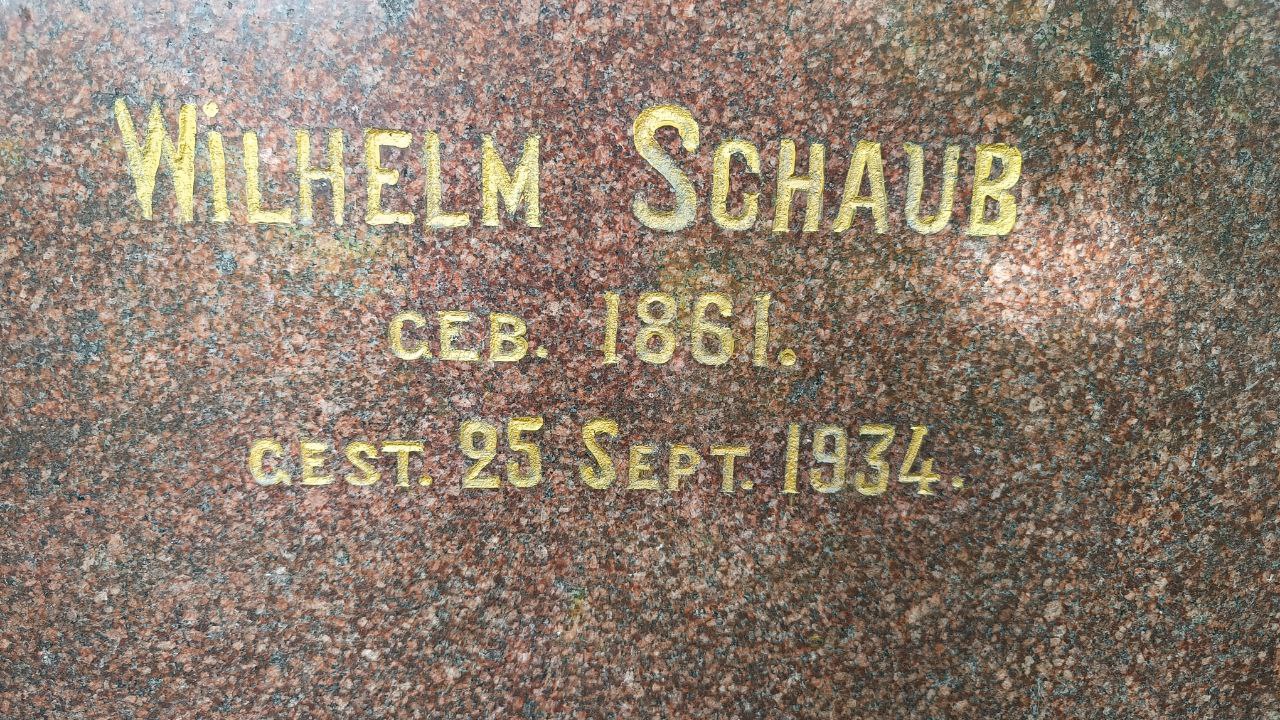 WiLHELM SCHAUB
GEB. 1861.
GEST. 25 SEPT. 1934.